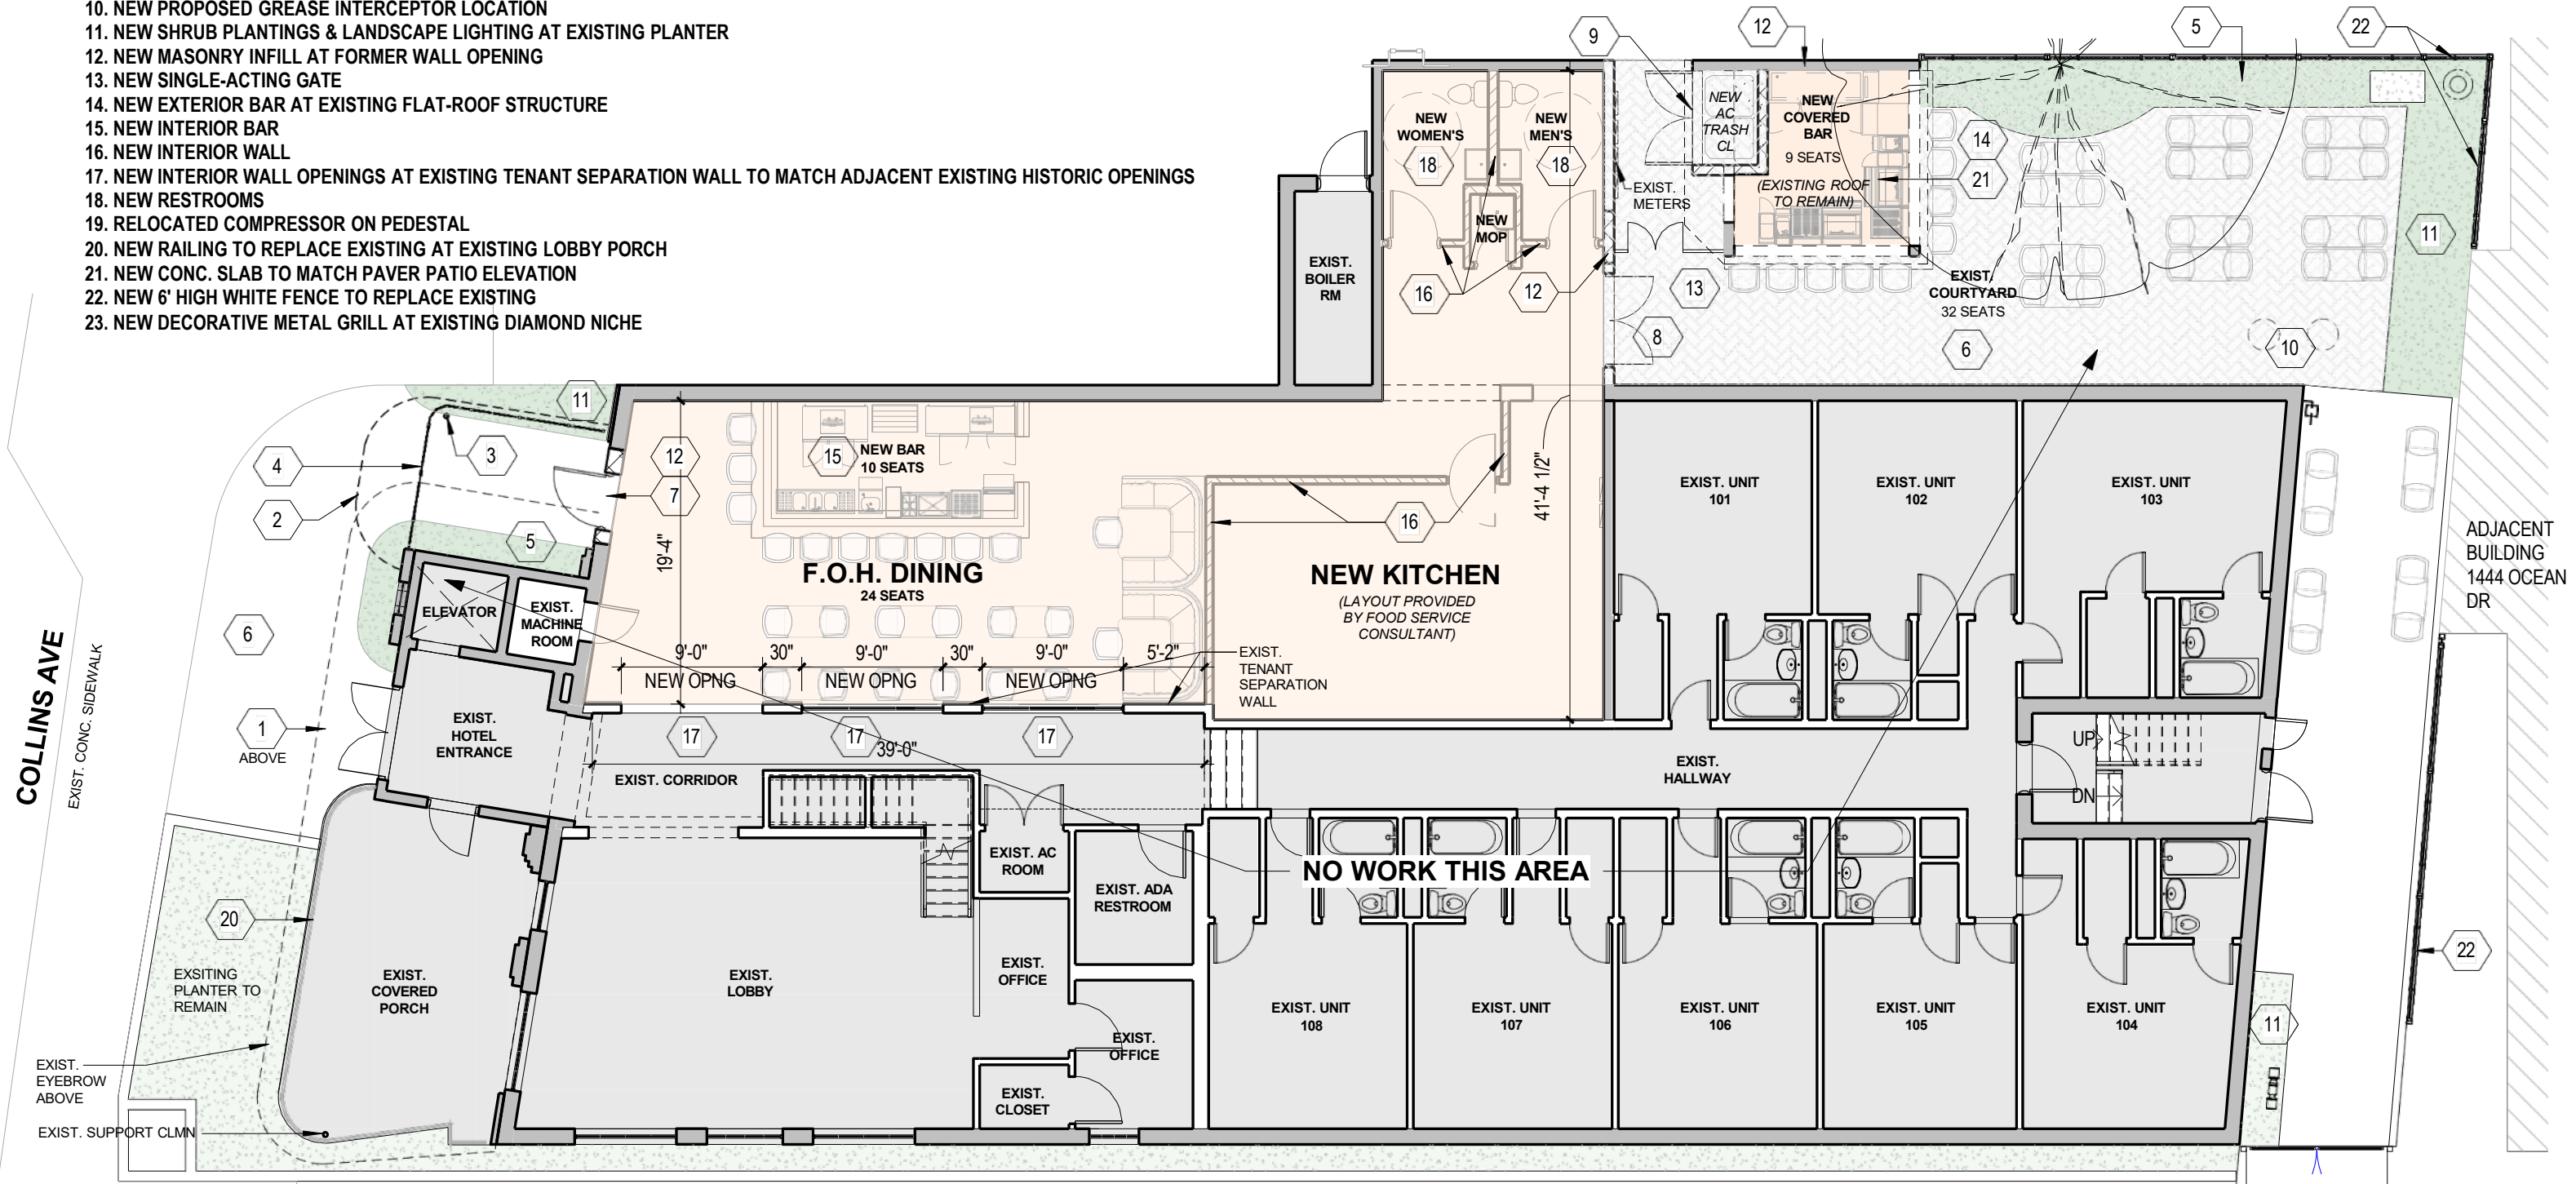 10. NEW PROPOSED GREASE INTERCEPTOR LOCATION
11. NEW SHRUB PLANTINGS & LANDSCAPE LIGHTING AT EXISTING PLANTER
12. NEW MASONRY INFILL AT FORMER WALL OPENING
13. NEW SINGLE-ACTING GATE
14. NEW EXTERIOR BAR AT EXISTING FLAT-ROOF STRUCTURE
15. NEW INTERIOR BAR
16. NEW INTERIOR WALL
17. NEW INTERIOR WALL OPENINGS AT EXISTING TENANT SEPARATION WALL TO MATCH ADJACENT EXISTING HISTORIC OPENINGS
18. NEW RESTROOMS
19. RELOCATED COMPRESSOR ON PEDESTAL
20. NEW RAILING TO REPLACE EXISTING AT EXISTING LOBBY PORCH
21. NEW CONC. SLAB TO MATCH PAVER PATIO ELEVATION
22. NEW 6' HIGH WHITE FENCE TO REPLACE EXISTING
23. NEW DECORATIVE METAL GRILL AT EXISTING DIAMOND NICHE
9
12
5
22
NEW
WOMEN'S
18
NEW
MEN'S
18
NEW
AC
TRASH
CL
NEW
COVERED
BAR
9 SEATS
(EXISTING ROOF
TO REMAIN)
14
21
EXIST.
METERS
NEW
MOP
11
EXIST.
BOILER
RM
16
12
13
8
EXIST.
COURTYARD
32 SEATS
6
10
11
4
3
2
12
7
5
19'-4"
15
NEW BAR
10 SEATS
F.O.H. DINING
24 SEATS
16
41'-4 1/2"
NEW KITCHEN
(LAYOUT PROVIDED
BY FOOD SERVICE
CONSULTANT)
EXIST. UNIT
101
EXIST. UNIT
102
EXIST. UNIT
103
ADJACENT
BUILDING
1444 OCEAN
DR
6
ELEVATOR
EXIST.
MACHINE
ROOM
9'-0"
30"
9'-0"
30"
9'-0"
5'-2"
NEW OPNG
NEW OPNG
NEW OPNG
EXIST.
TENANT
SEPARATION
WALL
COLLINS AVE
EXIST. CONC. SIDEWALK
1
ABOVE
EXIST.
HOTEL
ENTRANCE
17
17
17
39'-0"
EXIST. CORRIDOR
EXIST.
HALLWAY
UP
DN
EXIST. AC
ROOM
EXIST. ADA
RESTROOM
NO WORK THIS AREA
20
EXSITING
PLANTER TO
REMAIN
EXIST.
COVERED
PORCH
EXIST.
LOBBY
EXIST.
OFFICE
EXIST.
OFFICE
EXIST.
CLOSET
EXIST. UNIT
108
EXIST. UNIT
107
EXIST. UNIT
106
EXIST. UNIT
105
EXIST. UNIT
104
22
11
EXIST.
EYEBROW
ABOVE
EXIST. SUPPORT CLMN